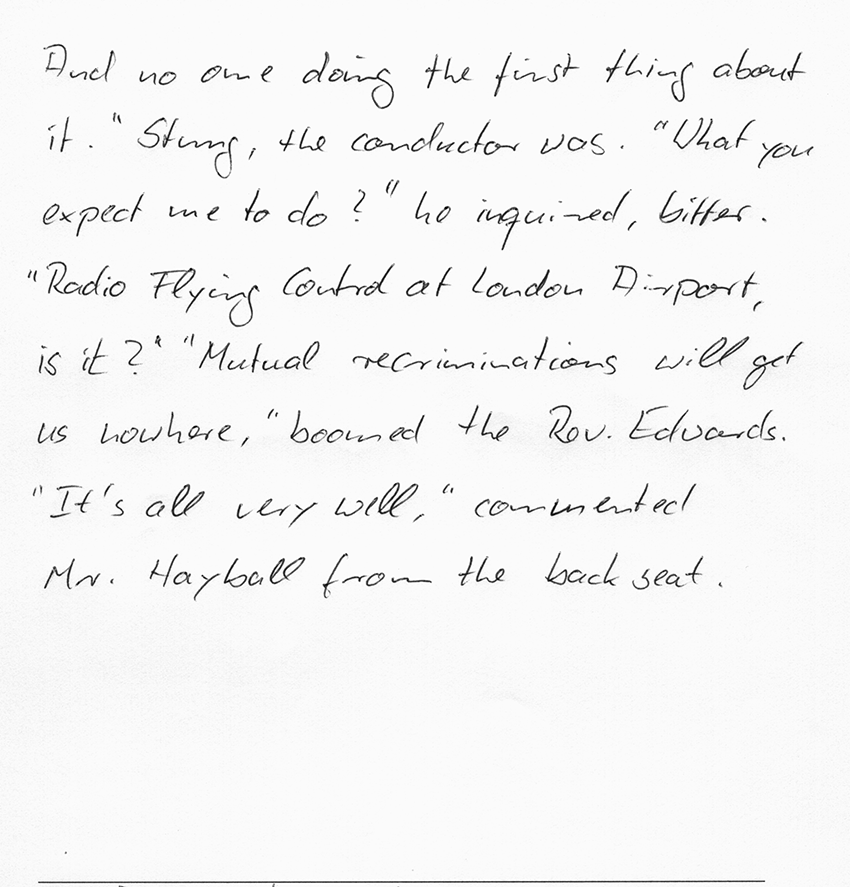 And no one doing the first thing about
it." Stung, the conductor was. "What you
expect me to do?" he inquired, bitter.
"Radio Flying Control at London Airport,
is it?" "Mutual recriminations will get
us nowhere," boomed the Rev. Edwards.
"It's all very well," commented
Mr. Hayball from the back seat.